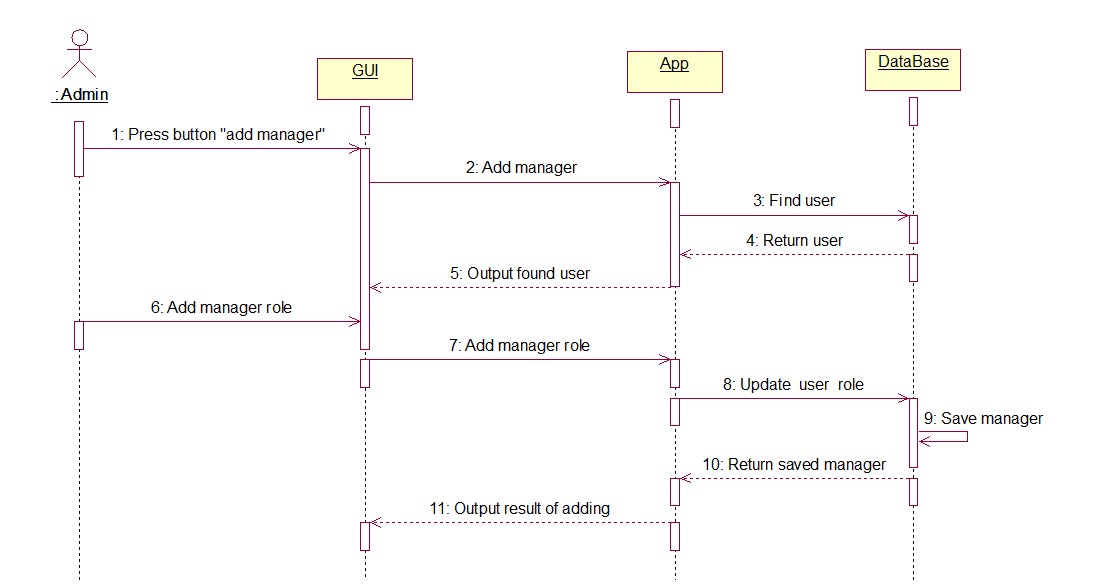 :Admin
GUI
App
DataBase
1: Press button "add manager"
2: Add manager
3: Find user
4: Return user
5: Output found user
6: Add manager role
7: Add manager role
8: Update user role
9: Save manager
10: Return saved manager
11: Output result of adding